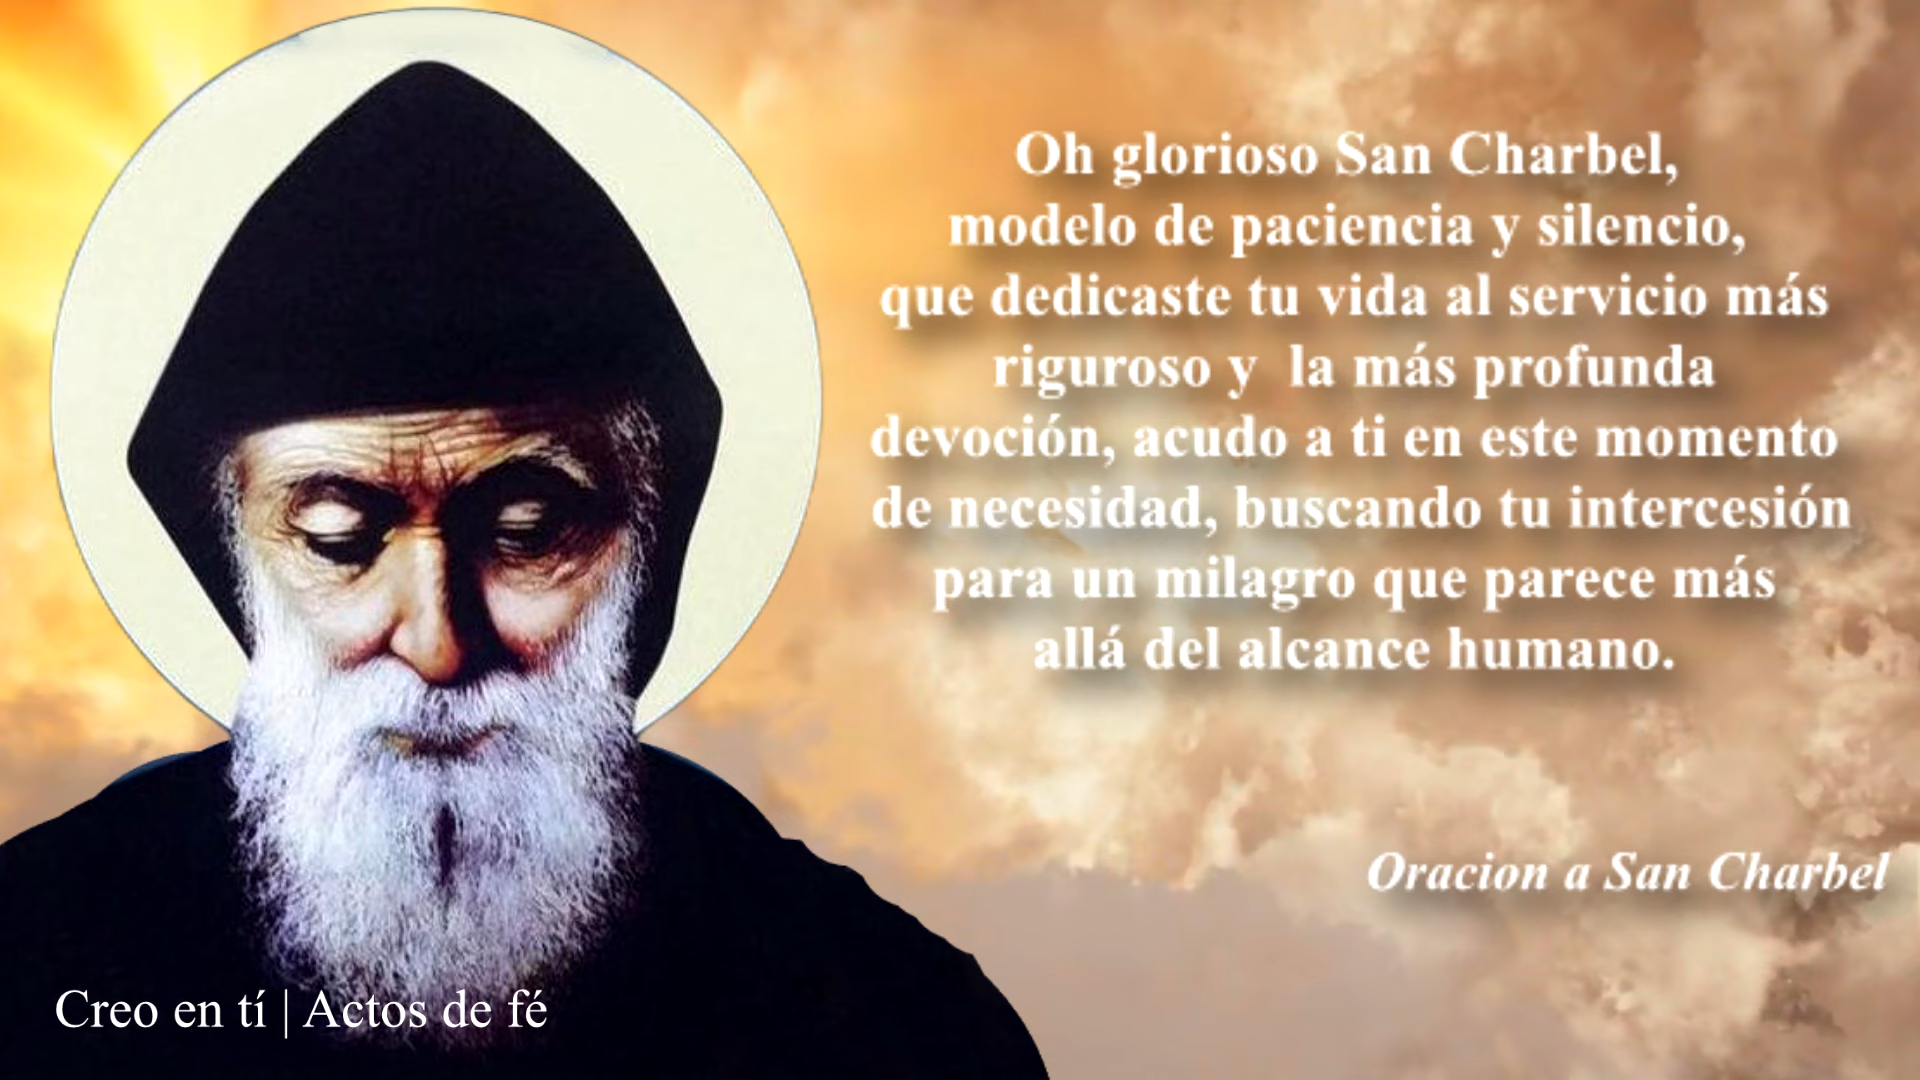 Oh glorioso San Charbel,
modelo de paciencia y silencio,
que dedicaste tu vida al servicio más
riguroso y  la más profunda
devoción, acudo a ti en este momento
de necesidad, buscando tu intercesión
para un milagro que parece más
allá del alcance humano.
Oracion a San Charbel
Creo en tí | Actos de fé